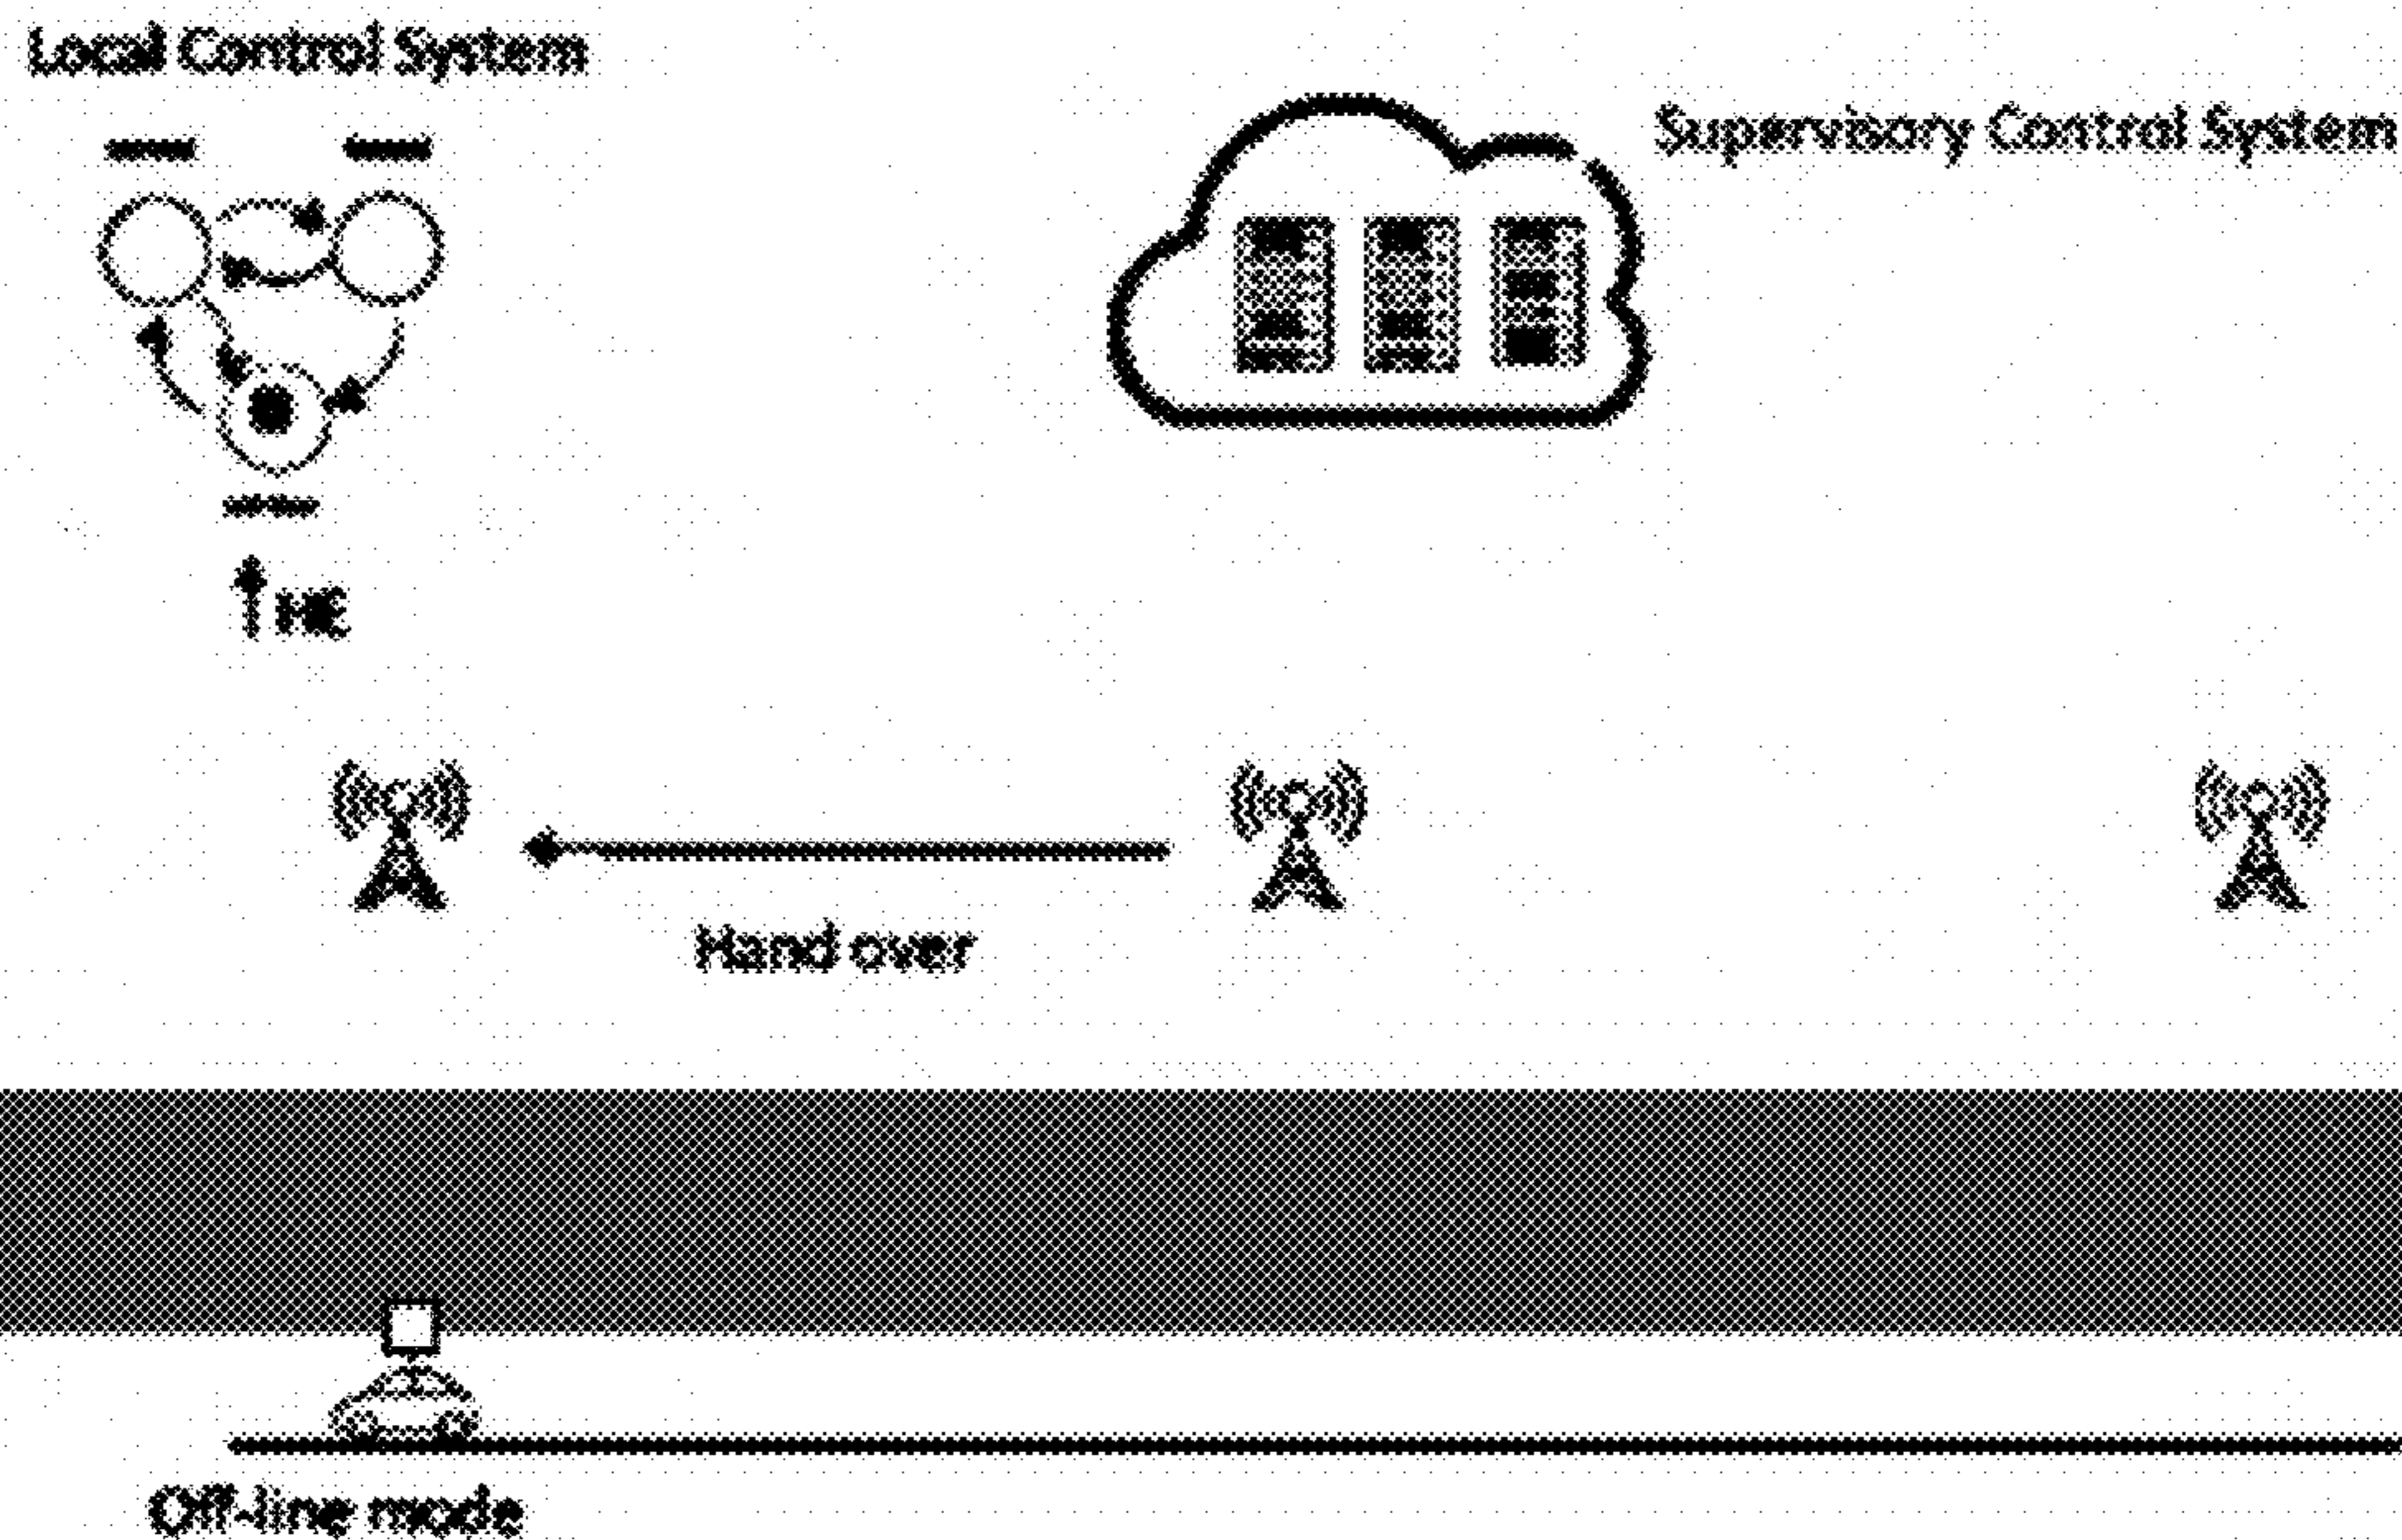 Local Control System
Supervisory Control System
Hand over
Off-line mode